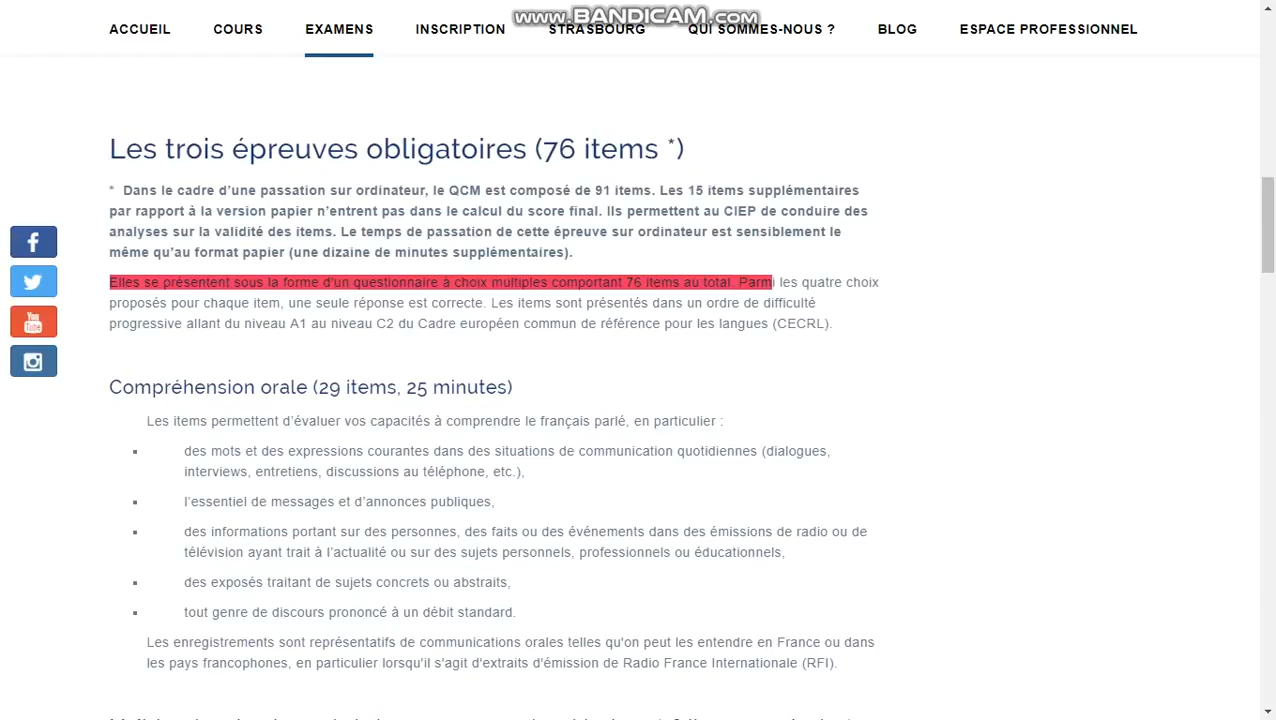 www.BANDICAM.com
ACCUEIL COURS EXAMENS INSCRIPTION STRASBOURG QUI SOMMES-NOUS ? BLOG ESPACE PROFESSIONNEL
Les trois épreuves obligatoires (76 items *)
* Dans le cadre d’une passation sur ordinateur, le QCM est composé de 91 items. Les 15 items supplémentaires
par rapport à la version papier n’entrent pas dans le calcul du score final. Ils permettent au CIEP de conduire des
analyses sur la validité des items. Le temps de passation de cette épreuve sur ordinateur est sensiblement le
même qu’au format papier (une dizaine de minutes supplémentaires).
Elles se présentent sous la forme d'un questionnaire à choix multiples comportant 76 items au total. Parmi les quatre choix
proposés pour chaque item, une seule réponse est correcte. Les items sont présentés dans un ordre de difficulté
progressive allant du niveau A1 au niveau C2 du Cadre européen commun de référence pour les langues (CECRL).
Compréhension orale (29 items, 25 minutes)
Les items permettent d’évaluer vos capacités à comprendre le français parlé, en particulier :
des mots et des expressions courantes dans des situations de communication quotidiennes (dialogues,
interviews, entretiens, discussions au téléphone, etc.),
l’essentiel de messages et d’annonces publiques,
des informations portant sur des personnes, des faits ou des événements dans des émissions de radio ou de
télévision ayant trait à l’actualité ou sur des sujets personnels, professionnels ou éducationnels,
des exposés traitant de sujets concrets ou abstraits,
tout genre de discours prononcé à un débit standard.
Les enregistrements sont représentatifs de communications orales telles qu'on peut les entendre en France ou dans
les pays francophones, en particulier lorsqu'il s'agit d'extraits d'émission de Radio France Internationale (RFI).
You Tube